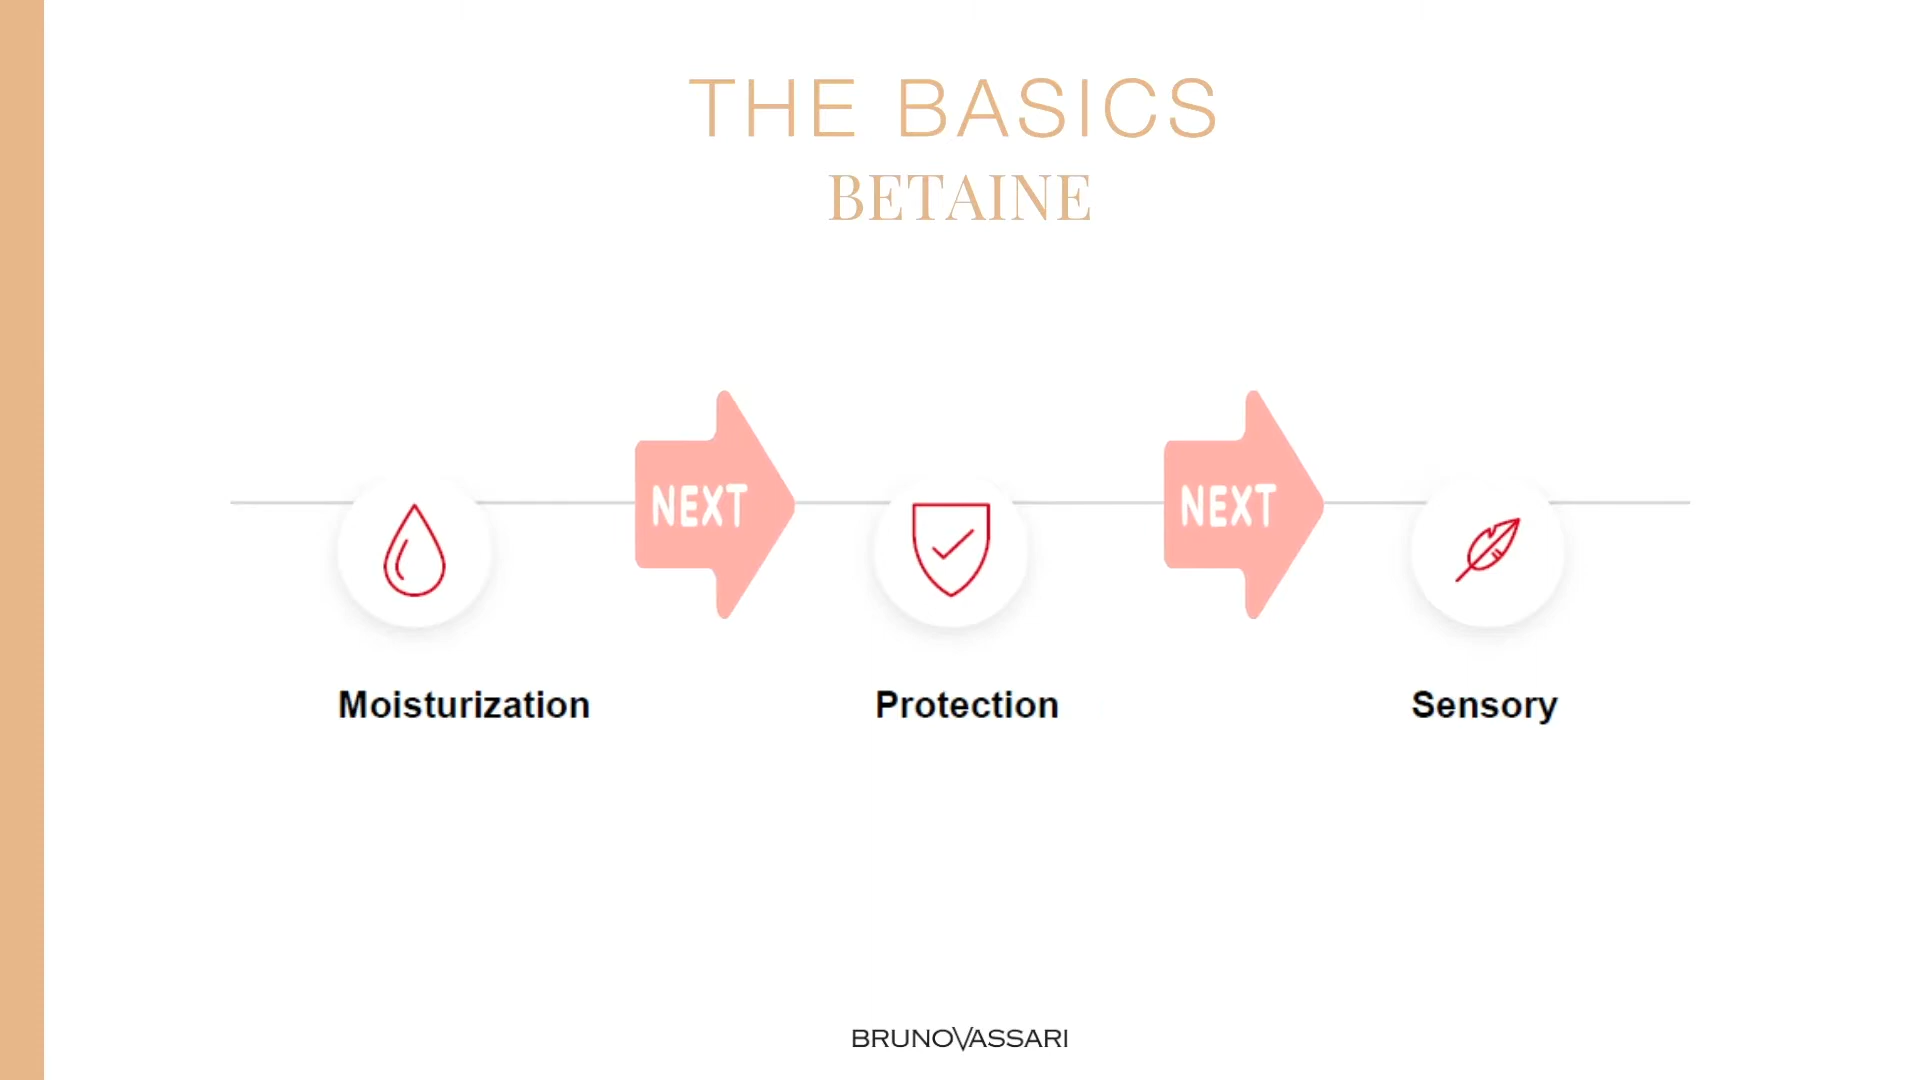 THE BASICS
BETAINE
NEXT
NEXT
Moisturization
Protection
Sensory
BRUNOVASSARI